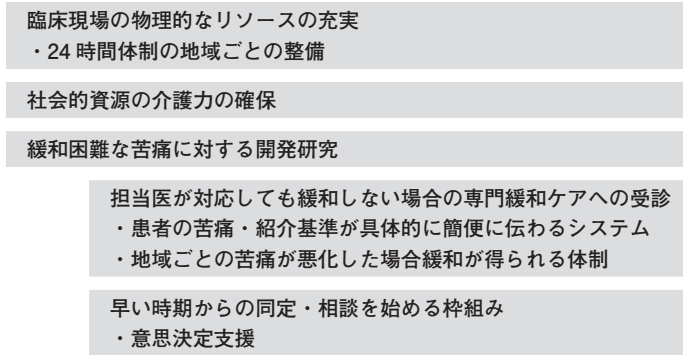 臨床現場の物理的なリソースの充実
・24 時間体制の地域ごとの整備
社会的資源の介護力の確保
緩和困難な苦痛に対する開発研究
担当医が対応しても緩和しない場合の専門緩和ケアへの受診
・患者の苦痛・紹介基準が具体的に簡便に伝わるシステム
・地域ごとの苦痛が悪化した場合緩和が得られる体制
早い時期からの同定・相談を始める枠組み
・意思決定支援